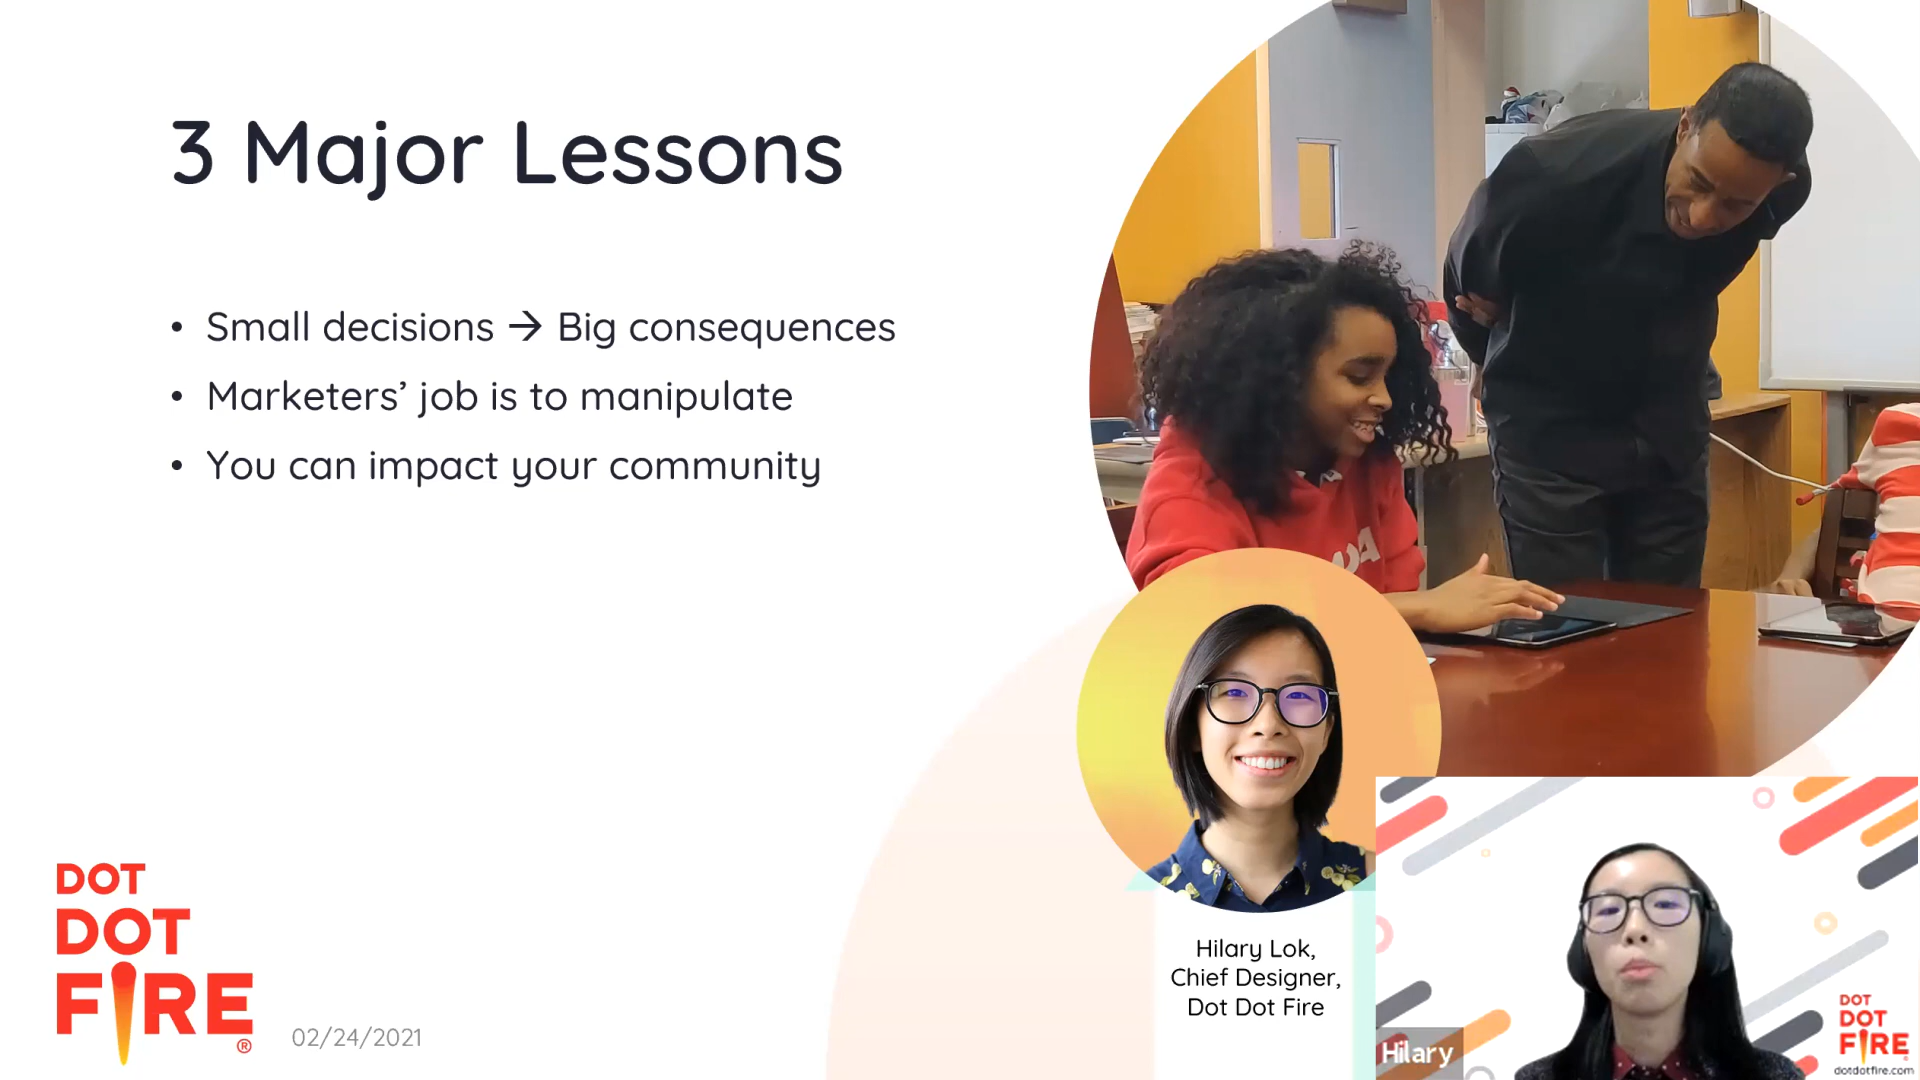 3 Major Lessons
• Small decisions → Big consequences
• Marketers’ job is to manipulate
• You can impact your community
Hilary Lok,
Chief Designer,
Dot Dot Fire
DOT
DOT
FIRE®
02/24/2021
Hilary
DOT
DOT
FIRE
dotdotfire.com